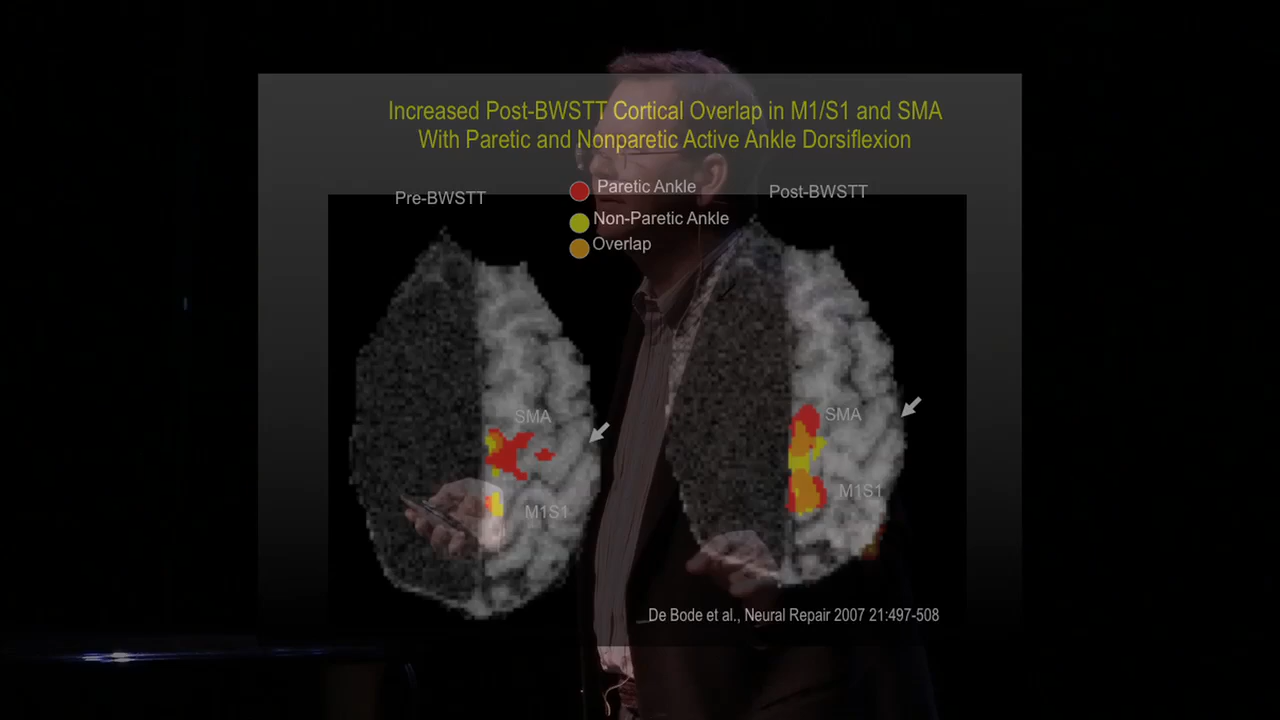 Increased Post-BWSTT Cortical Overlap in M1/S1 and SMA
With Paretic and Nonparetic Active Ankle Dorsiflexion
Pre-BWSTT
Paretic Ankle
Non-Paretic Ankle
Overlap
Post-BWSTT
SMA
M1S1
SMA
M1S1
De Bode et al., Neural Repair 2007 21:497-508